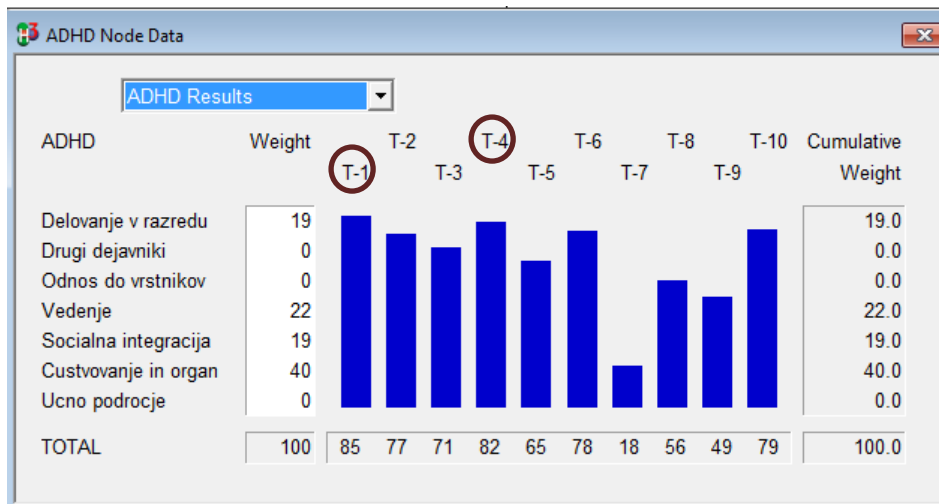 ADHD Node Data
ADHD Results
ADHD Weight T-2 T-4 T-6 T-8 T-10 Cumulative
T-1 T-3 T-5 T-7 T-9 Weight
Delovanje v razredu 19 19.0
Drugi dejavniki 0 0.0
Odnos do vrstnikov 0 0.0
Vedenje 22 22.0
Socialna integracija 19 19.0
Custvovanje in organ 40 40.0
Ucno podrocje 0 0.0
TOTAL 100 85 77 71 82 65 78 18 56 49 79 100.0